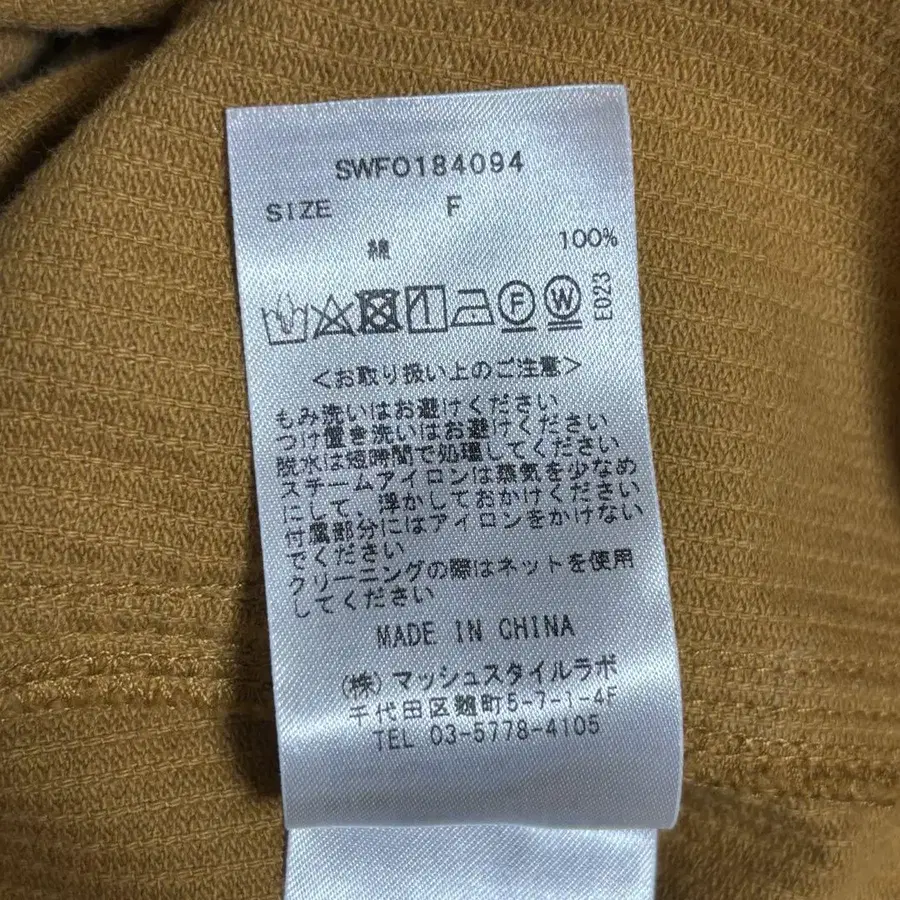 SWFO184094
SIZE F
綿 100%
F W E023
<お取り扱い上のご注意>
もみ洗いはお避けください
つけ置き洗いはお避けください
脱水は短時間で処理してください
スチームアイロンは蒸気を少なめ
にして、浮かしておかけください
付属部分にはアイロンをかけない
でください
クリーニングの際はネットを使用
してください
MADE IN CHINA
(株)マッシュスタイルラボ
千代田区麹町5-7-1-4F
TEL 03-5778-4105